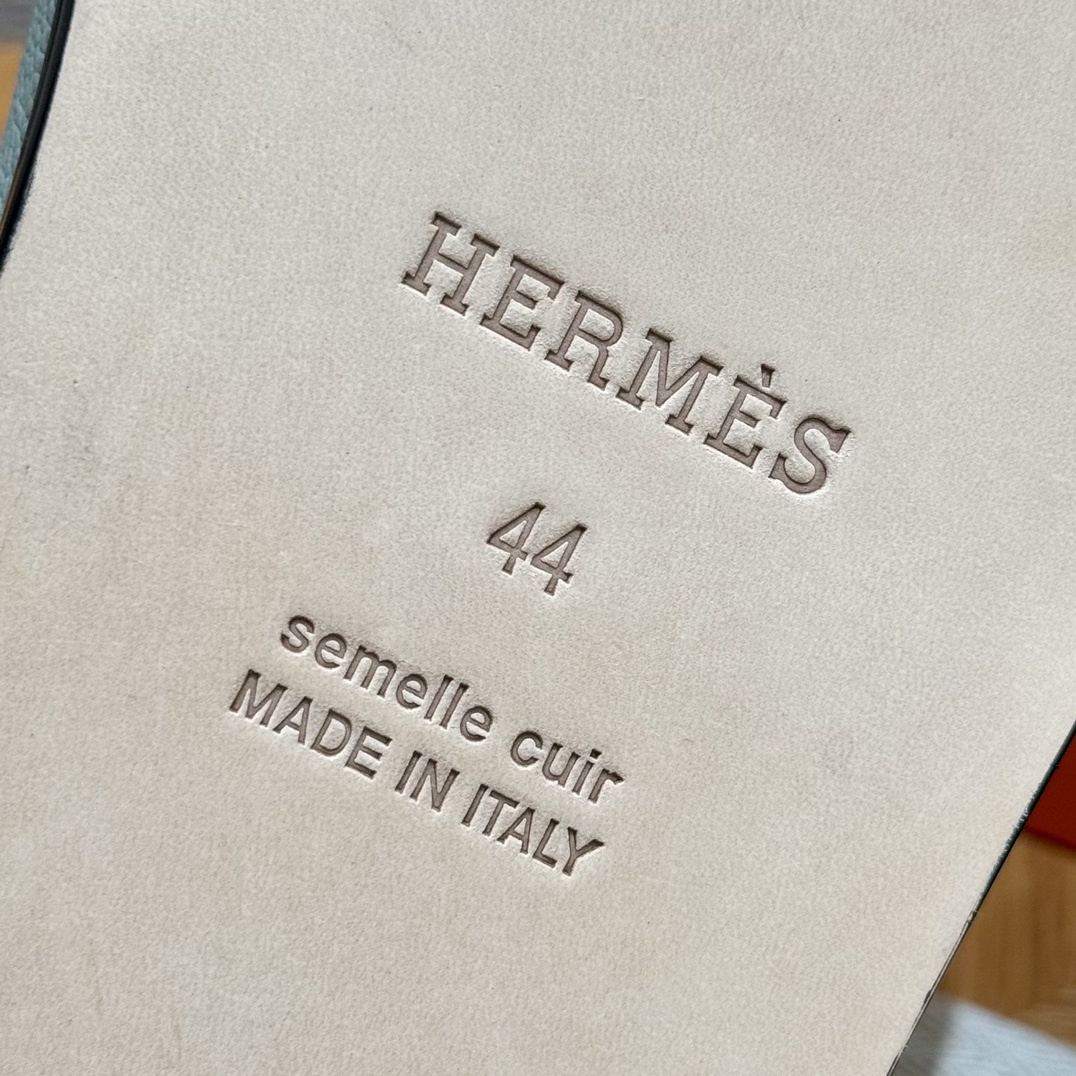 HERMÈS
44
semelle cuir
MADE IN ITALY